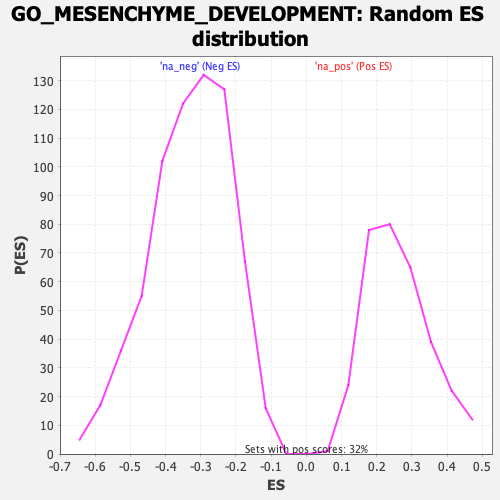 GO_MESENCHYME_DEVELOPMENT: Random ES
distribution
'na_neg' (Neg ES)
'na_pos' (Pos ES)
P(ES)
130
120
110
100
90
80
70
60
50
40
30
20
10
0
Sets with pos scores: 32%
-0.7 -0.6 -0.5 -0.4 -0.3 -0.2 -0.1 0.0 0.1 0.2 0.3 0.4 0.5
ES